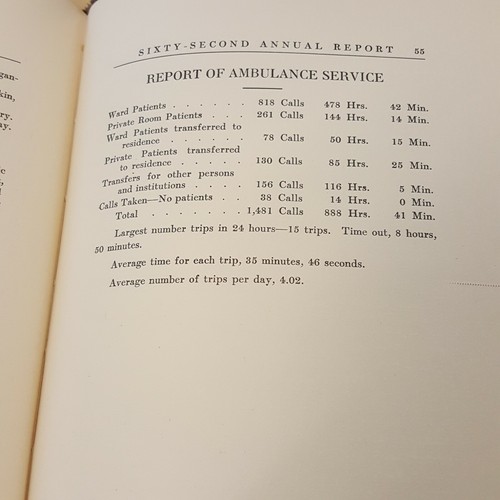 gan-
kin,
ry.
ay.
SIXTY-SECOND ANNUAL REPORT 55
REPORT OF AMBULANCE SERVICE
Ward Patients . . . . . . 818 Calls 478 Hrs. 42 Min.
Private Room Patients . . . 261 Calls 144 Hrs. 14 Min.
Ward Patients transferred to
residence . . . . . . 78 Calls 50 Hrs. 15 Min.
Private Patients transferred
to residence . . . . . 130 Calls 85 Hrs. 25 Min.
Transfers for other persons
and institutions . . . . 156 Calls 116 Hrs. 5 Min.
Calls Taken—No patients . . 38 Calls 14 Hrs. 0 Min.
Total . . . . . . . 1,481 Calls 888 Hrs. 41 Min.
Largest number trips in 24 hours—15 trips. Time out, 8 hours,
50 minutes.
Average time for each trip, 35 minutes, 46 seconds.
Average number of trips per day, 4.02.